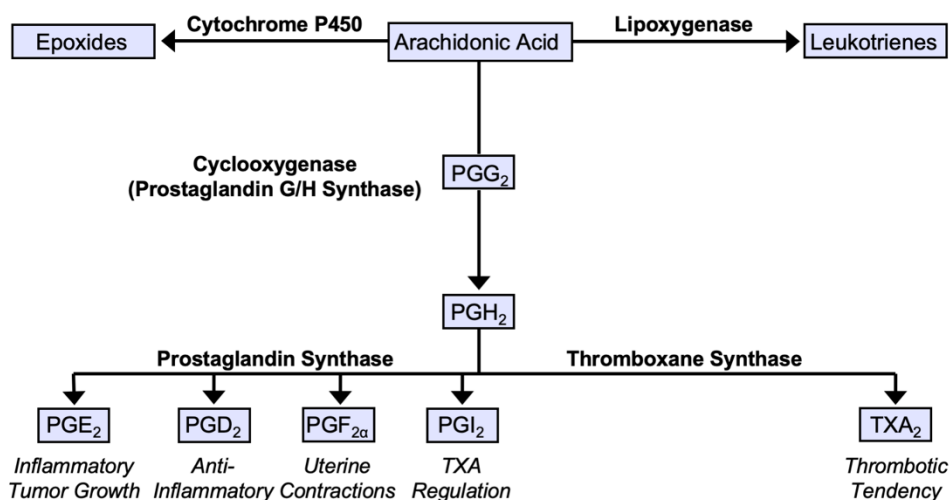 Cytochrome P450
Lipoxygenase
Epoxides
Arachidonic Acid
Leukotrienes
Cyclooxygenase
(Prostaglandin G/H Synthase)
PGG₂
PGH₂
Prostaglandin Synthase
Thromboxane Synthase
PGE₂
PGD₂
PGF₂α
PGI₂
TXA₂
Inflammatory
Tumor Growth
Anti-
Inflammatory
Uterine
Contractions
TXA
Regulation
Thrombotic
Tendency